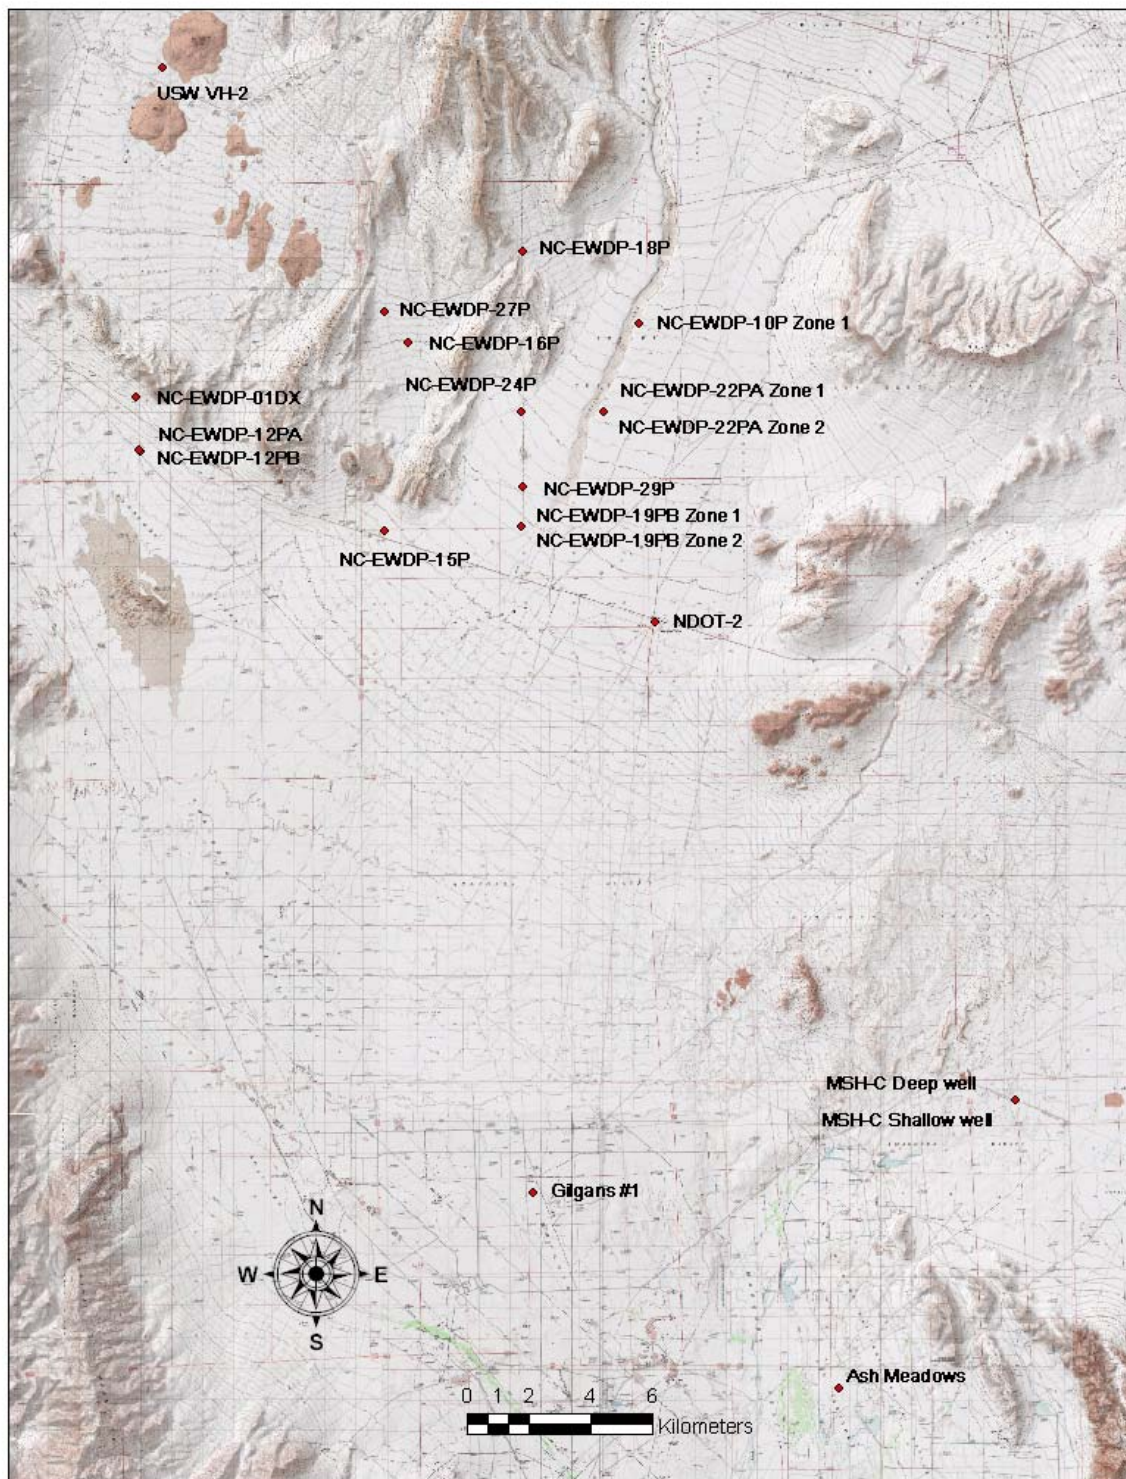 USW VH-2
NC-EWDP-18P
NC-EWDP-27P
NC-EWDP-10P Zone 1
NC-EWDP-16P
NC-EWDP-24P
NC-EWDP-22PA Zone 1
NC-EWDP-01DX
NC-EWDP-22PA Zone 2
NC-EWDP-12PA
NC-EWDP-12PB
NC-EWDP-29P
NC-EWDP-19PB Zone 1
NC-EWDP-19PB Zone 2
NC-EWDP-15P
NDOT-2
MSH-C Deep well
MSH-C Shallow well
Gilgans #1
N
W E
S
Ash Meadows
0 1 2 4 6
Kilometers